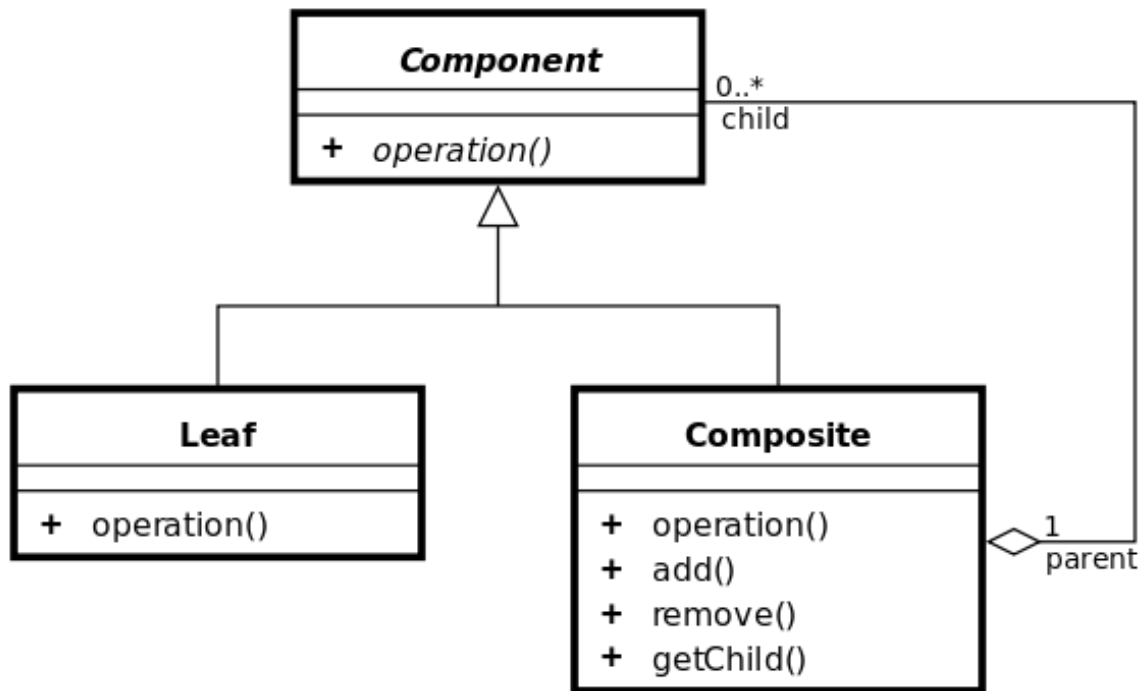 Component
+ operation()
0..*
child
Leaf
+ operation()
Composite
+ operation()
+ add()
+ remove()
+ getChild()
1
parent